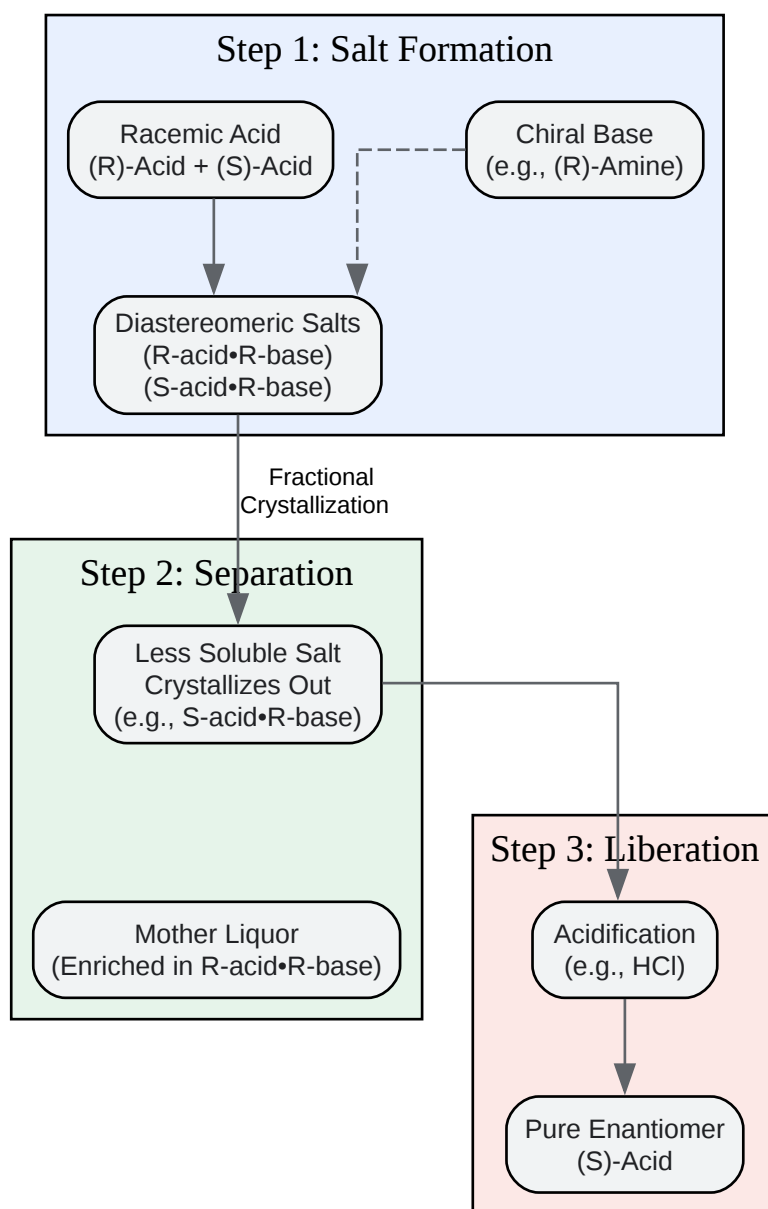 Step 1: Salt Formation
Racemic Acid
(R)-Acid + (S)-Acid
Chiral Base
(e.g., (R)-Amine)
Diastereomeric Salts
(R-acid•R-base)
(S-acid•R-base)
Fractional
Crystallization
Step 2: Separation
Less Soluble Salt
Crystallizes Out
(e.g., S-acid•R-base)
Mother Liquor
(Enriched in R-acid•R-base)
Step 3: Liberation
Acidification
(e.g., HCl)
Pure Enantiomer
(S)-Acid